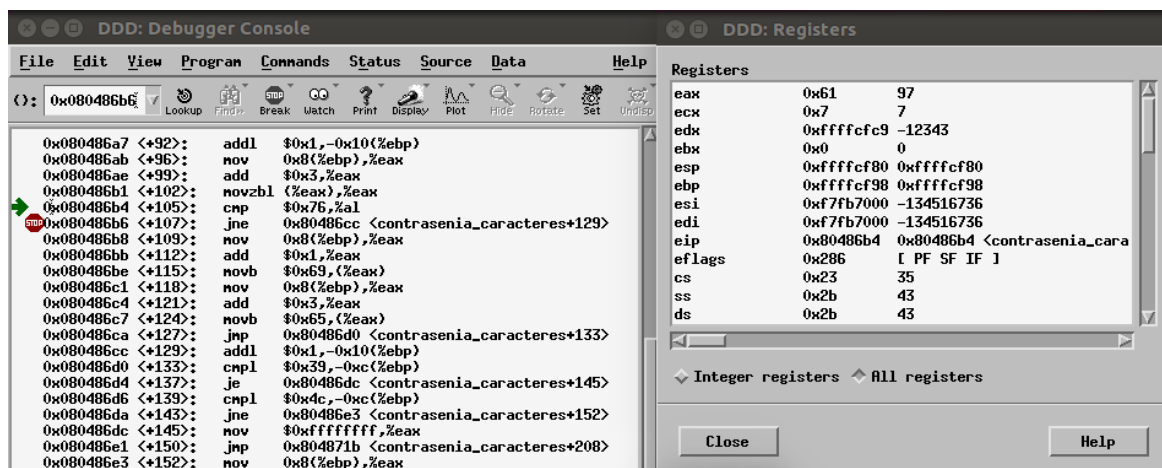 DDD: Debugger Console
File Edit View Program Commands Status Source Data Help
(): 0x080486b6 Lookup Find» Break Watch Print Display Plot Hide Rotate Set Undisp
0x080486a7 <+92>: addl $0x1,-0x10(%ebp)
0x080486ab <+96>: mov 0x8(%ebp),%eax
0x080486ae <+99>: add $0x3,%eax
0x080486b1 <+102>: movzbl (%eax),%eax
0x080486b4 <+105>: cmp $0x76,%al
STOP 0x080486b6 <+107>: jne 0x80486cc <contrasenia_caracteres+129>
0x080486b8 <+109>: mov 0x8(%ebp),%eax
0x080486bb <+112>: add $0x1,%eax
0x080486be <+115>: movb $0x69,(%eax)
0x080486c1 <+118>: mov 0x8(%ebp),%eax
0x080486c4 <+121>: add $0x3,%eax
0x080486c7 <+124>: movb $0x65,(%eax)
0x080486ca <+127>: jmp 0x80486d0 <contrasenia_caracteres+133>
0x080486cc <+129>: addl $0x1,-0x10(%ebp)
0x080486d0 <+133>: cmpl $0x39,-0xc(%ebp)
0x080486d4 <+137>: je 0x80486dc <contrasenia_caracteres+145>
0x080486d6 <+139>: cmpl $0x4c,-0xc(%ebp)
0x080486da <+143>: jne 0x80486e3 <contrasenia_caracteres+152>
0x080486dc <+145>: mov $0xffffffff,%eax
0x080486e1 <+150>: jmp 0x804871b <contrasenia_caracteres+208>
0x080486e3 <+152>: mov 0x8(%ebp),%eax
DDD: Registers
Registers
eax 0x61 97
ecx 0x7 7
edx 0xffffcfc9 -12343
ebx 0x0 0
esp 0xffffcf80 0xffffcf80
ebp 0xffffcf98 0xffffcf98
esi 0xf7fb7000 -134516736
edi 0xf7fb7000 -134516736
eip 0x80486b4 0x80486b4 <contrasenia_cara
eflags 0x286 [ PF SF IF ]
cs 0x23 35
ss 0x2b 43
ds 0x2b 43
Integer registers All registers
Close Help